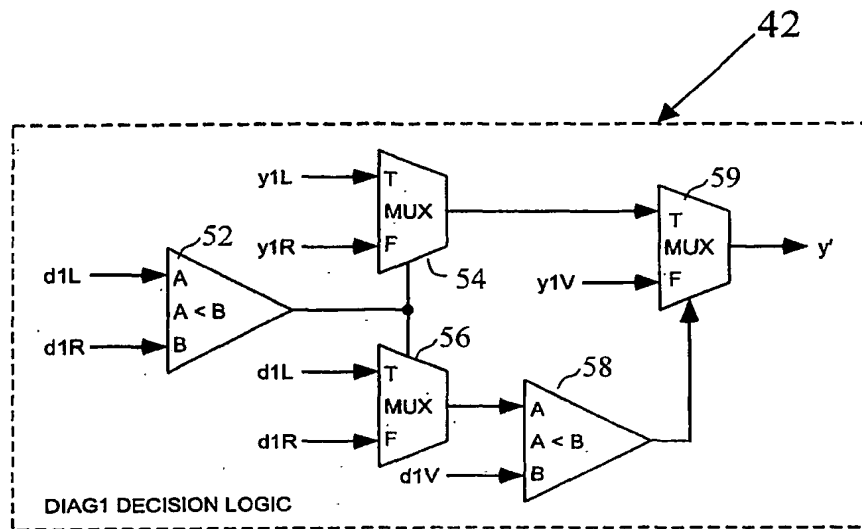 42
y1L
T
MUX
y1R
F
54
52
d1L
A
A < B
d1R
B
59
T
MUX
y'
y1V
F
56
d1L
T
MUX
d1R
F
58
A
A < B
d1V
B
DIAG1 DECISION LOGIC